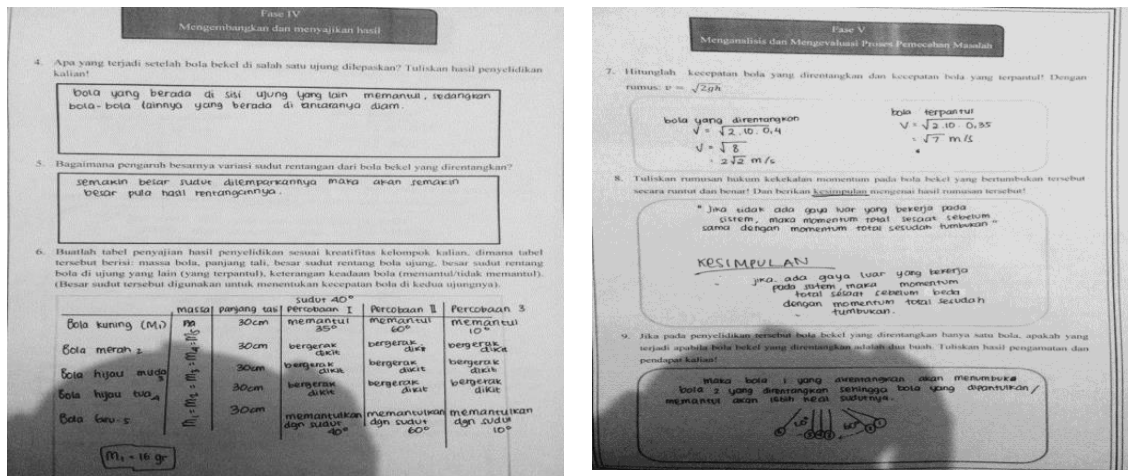 Fase IV
Mengembangkan dan menyajikan hasil
4. Apa yang terjadi setelah bola bekel di salah satu ujung dilepaskan? Tuliskan hasil penyelidikan
kalian!
bola yang berada di sisi ujung yang lain memantul, sedangkan
bola-bola lainnya yang berada di antaranya diam.
5. Bagaimana pengaruh besarnya variasi sudut rentangan dari bola bekel yang direntangkan?
semakin besar sudut dilemparkannya maka akan semakin
besar pula hasil rentangannya.
6. Buatlah tabel penyajian hasil penyelidikan sesuai kreatifitas kelompok kalian, dimana tabel
tersebut berisi: massa bola, panjang tali, besar sudut rentang bola ujung, besar sudut rentang
bola di ujung yang lain (yang terpantul), keterangan keadaan bola (memantul/tidak memantul).
(Besar sudut tersebut digunakan untuk menentukan kecepatan bola di kedua ujungnya).
sudut 40°
massa panjang tali Percobaan I Percobaan II Percobaan 3
Bola kuning (M1) 30cm memantul 35° memantul 60° memantul 10°
Bola merah 2 30cm bergerak dikit bergerak dikit bergerak dikit
Bola hijau muda 3 30cm bergerak dikit bergerak dikit bergerak dikit
Bola hijau tua 4 30cm bergerak dikit bergerak dikit bergerak dikit
Bola biru 5 30cm memantulkan dgn sudut 40° memantulkan dgn sudut 60° memantulkan dgn sudut 10°
M1 = M2 = M3 = M4 = M5
M1 = 16 gr
Fase V
Menganalisis dan Mengevaluasi Proses Pemecahan Masalah
7. Hitunglah kecepatan bola yang direntangkan dan kecepatan bola yang terpantul! Dengan
rumus: v = √2gh
bola yang direntangkan
V = √2.10.0,4
V = √8
= 2√2 m/s
bola terpantul
V = √2.10.0,35
= √7 m/s
8. Tuliskan rumusan hukum kekekalan momentum pada bola bekel yang bertumbukan tersebut
secara runtut dan benar! Dan berikan kesimpulan mengenai hasil rumusan tersebut!
" Jika tidak ada gaya luar yang bekerja pada
sistem, maka momentum total sesaat sebelum
sama dengan momentum total sesudah tumbukan "
KESIMPULAN
jika ada gaya luar yang bekerja
pada sistem, maka momentum
total sesaat sebelum beda
dengan momentum total sesudah
tumbukan.
9. Jika pada penyelidikan tersebut bola bekel yang direntangkan hanya satu bola, apakah yang
terjadi apabila bola bekel yang direntangkan adalah dua buah. Tuliskan hasil pengamatan dan
pendapat kalian!
maka bola 1 yang direntangkan akan menumbuk
bola 2 yang direntangkan sehingga bola yang dipantulkan/
memantul akan lebih kecil sudutnya.
60°